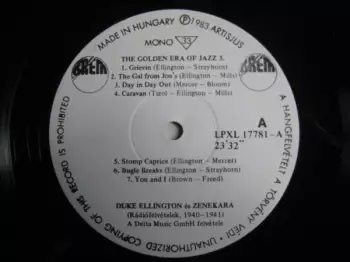 MADE IN HUNGARY Ⓟ 1983 ARTISJUS
MONO 33
BREM
BREM
THE GOLDEN ERA OF JAZZ 3.
1. Grievin (Ellington - Strayhorn)
2. The Gal from Joe's (Ellington - Mills)
3. Day in Day Out (Mercer - Bloom)
4. Caravan (Tizol - Ellington - Mills)
A
LPXL 17781-A
23'32"
5. Stomp Caprice (Ellington - Mercer)
6. Bugle Breaks (Ellington - Strayhorn)
7. You and I (Brown - Freed)
DUKE ELLINGTON és ZENEKARA
(Rádiófelvételek, 1940-1941)
A Delta Music GmbH felvétele
A HANGFELVÉTELT A TÖRVÉNY VÉDI · UNAUTHORIZED COPYING OF THIS RECORD IS PROHIBITED